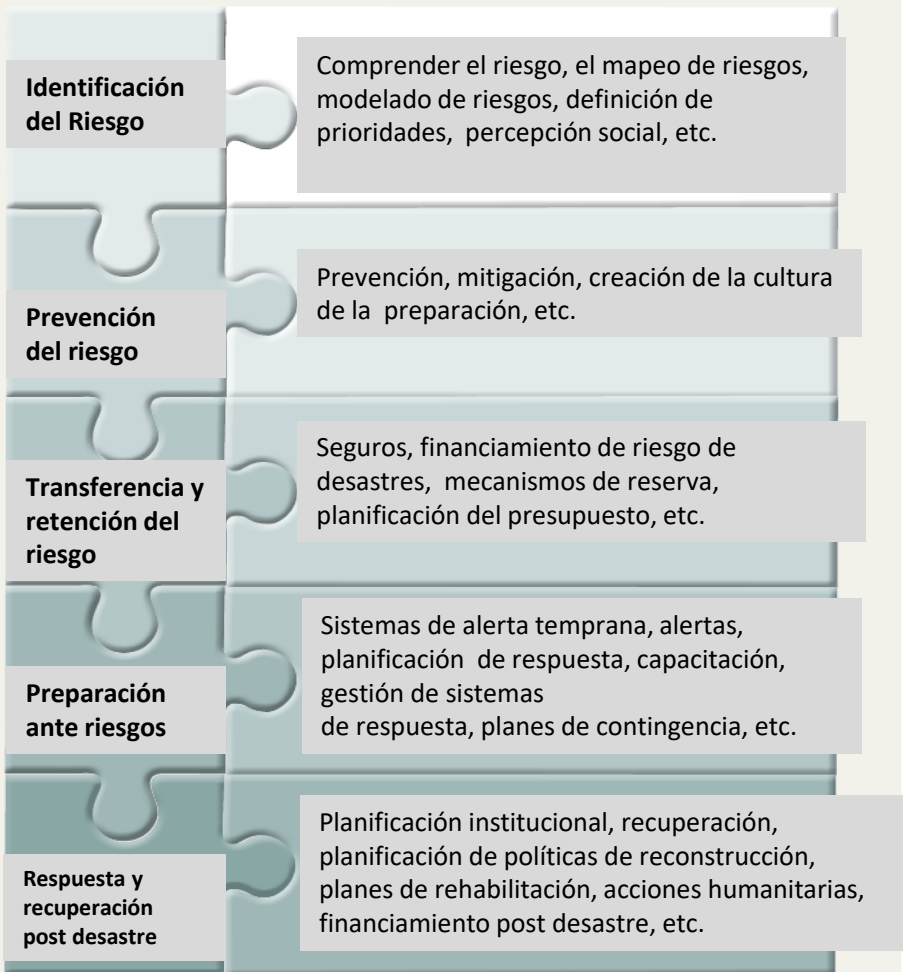 Identificación
del Riesgo
Comprender el riesgo, el mapeo de riesgos,
modelado de riesgos, definición de
prioridades, percepción social, etc.
Prevención
del riesgo
Prevención, mitigación, creación de la cultura
de la preparación, etc.
Transferencia y
retención del
riesgo
Seguros, financiamiento de riesgo de
desastres, mecanismos de reserva,
planificación del presupuesto, etc.
Preparación
ante riesgos
Sistemas de alerta temprana, alertas,
planificación de respuesta, capacitación,
gestión de sistemas
de respuesta, planes de contingencia, etc.
Respuesta y
recuperación
post desastre
Planificación institucional, recuperación,
planificación de políticas de reconstrucción,
planes de rehabilitación, acciones humanitarias,
financiamiento post desastre, etc.